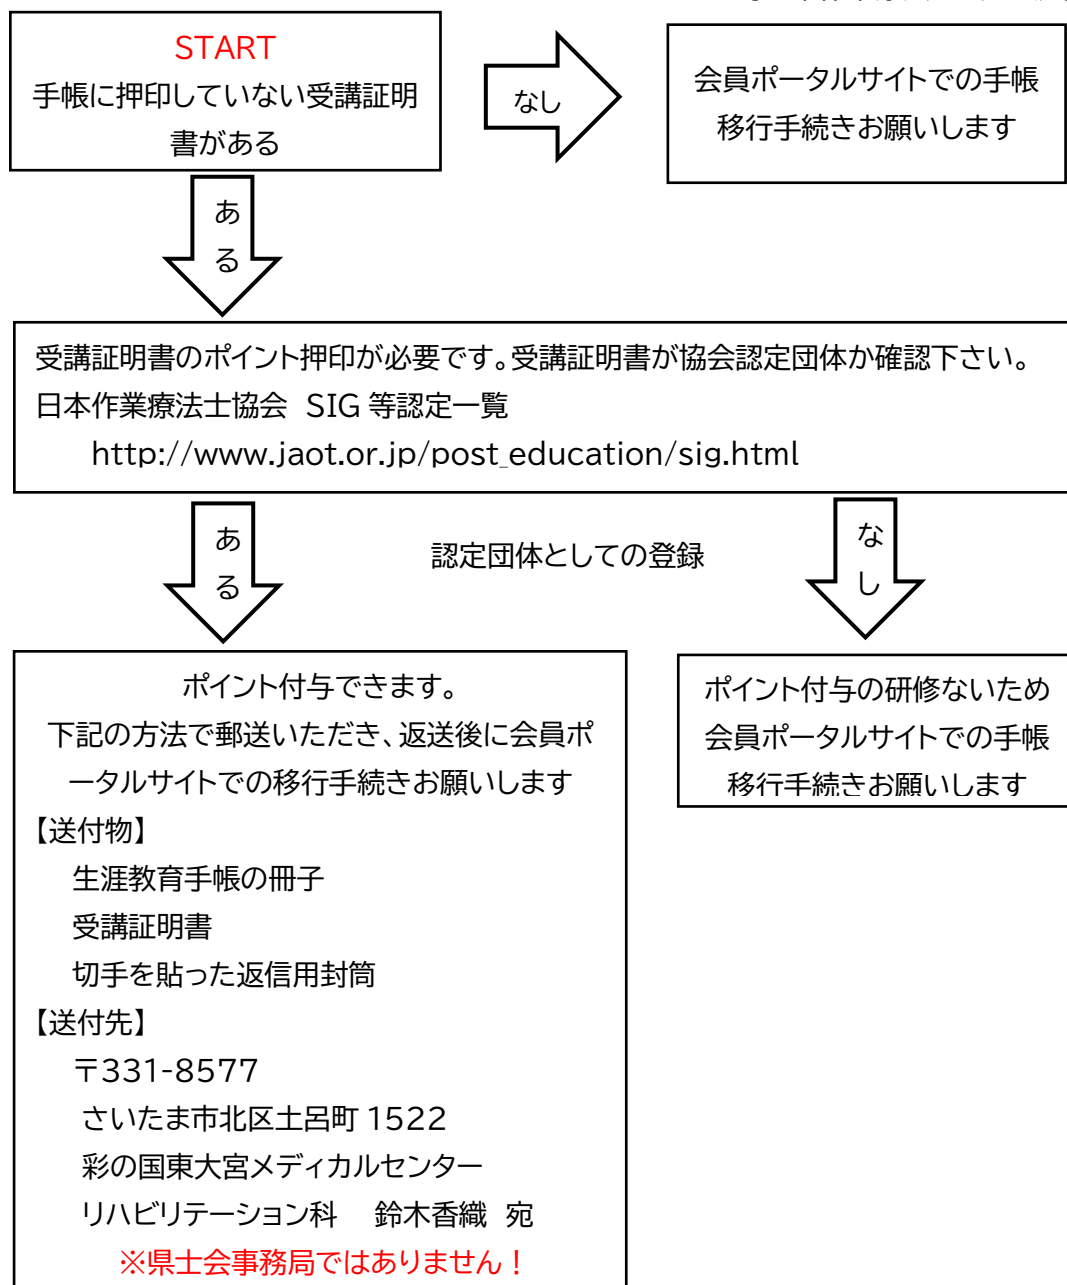 START
手帳に押印していない受講証明
書がある
なし
会員ポータルサイトでの手帳
移行手続きお願いします
ある
受講証明書のポイント押印が必要です。受講証明書が協会認定団体か確認下さい。
日本作業療法士協会 SIG 等認定一覧
http://www.jaot.or.jp/post_education/sig.html
ある
認定団体としての登録
なし
ポイント付与できます。
下記の方法で郵送いただき、返送後に会員ポ
ータルサイトでの移行手続きお願いします
【送付物】
生涯教育手帳の冊子
受講証明書
切手を貼った返信用封筒
【送付先】
〒331-8577
さいたま市北区土呂町 1522
彩の国東大宮メディカルセンター
リハビリテーション科 鈴木香織 宛
※県士会事務局ではありません!
ポイント付与の研修ないため
会員ポータルサイトでの手帳
移行手続きお願いします